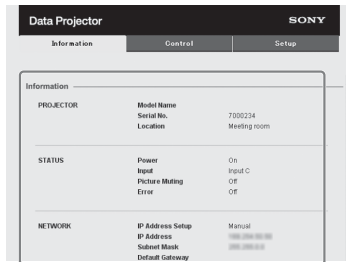 Data Projector SONY
Information Control Setup
Information
PROJECTOR Model Name
Serial No. 7000234
Location Meeting room
STATUS Power On
Input Input C
Picture Muting Off
Error Off
NETWORK IP Address Setup Manual
IP Address
Subnet Mask
Default Gateway